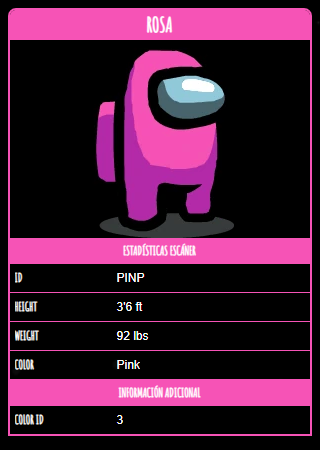 ROSA
ESTADÍSTICAS ESCÁNER
ID PINP
HEIGHT 3'6 ft
WEIGHT 92 lbs
COLOR Pink
INFORMACIÓN ADICIONAL
COLOR ID 3